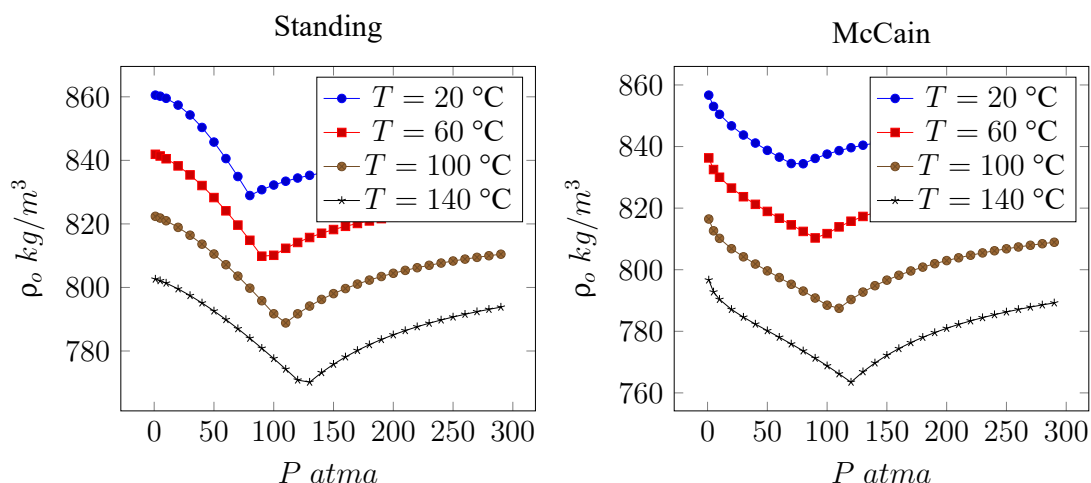 Standing
860
840
820
800
780
0
50
100
150
200
250
300
P atma
ρₒ kg/m³
T = 20 °C
T = 60 °C
T = 100 °C
T = 140 °C
McCain
860
840
820
800
780
760
0
50
100
150
200
250
300
P atma
ρₒ kg/m³
T = 20 °C
T = 60 °C
T = 100 °C
T = 140 °C